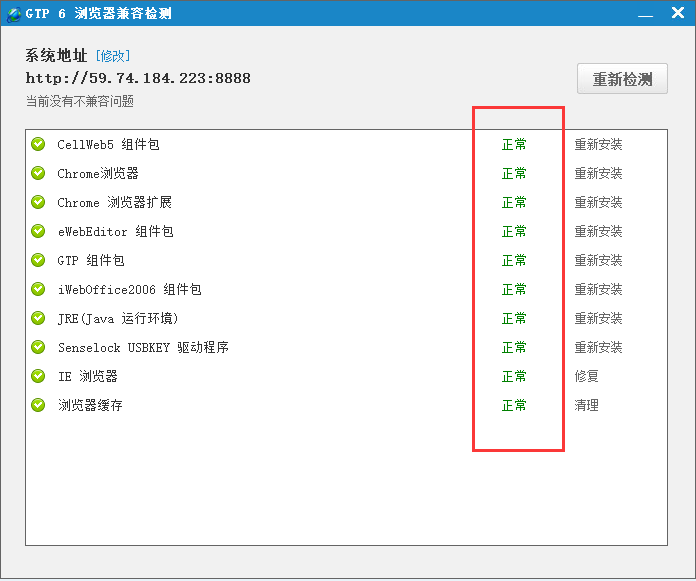 GTP 6 浏览器兼容检测
系统地址 [修改]
http://59.74.184.223:8888
当前没有不兼容问题
重新检测
CellWeb5 组件包 正常 重新安装
Chrome浏览器 正常 重新安装
Chrome 浏览器扩展 正常 重新安装
eWebEditor 组件包 正常 重新安装
GTP 组件包 正常 重新安装
iWebOffice2006 组件包 正常 重新安装
JRE(Java 运行环境) 正常 重新安装
Senselock USBKEY 驱动程序 正常 重新安装
IE 浏览器 正常 修复
浏览器缓存 正常 清理